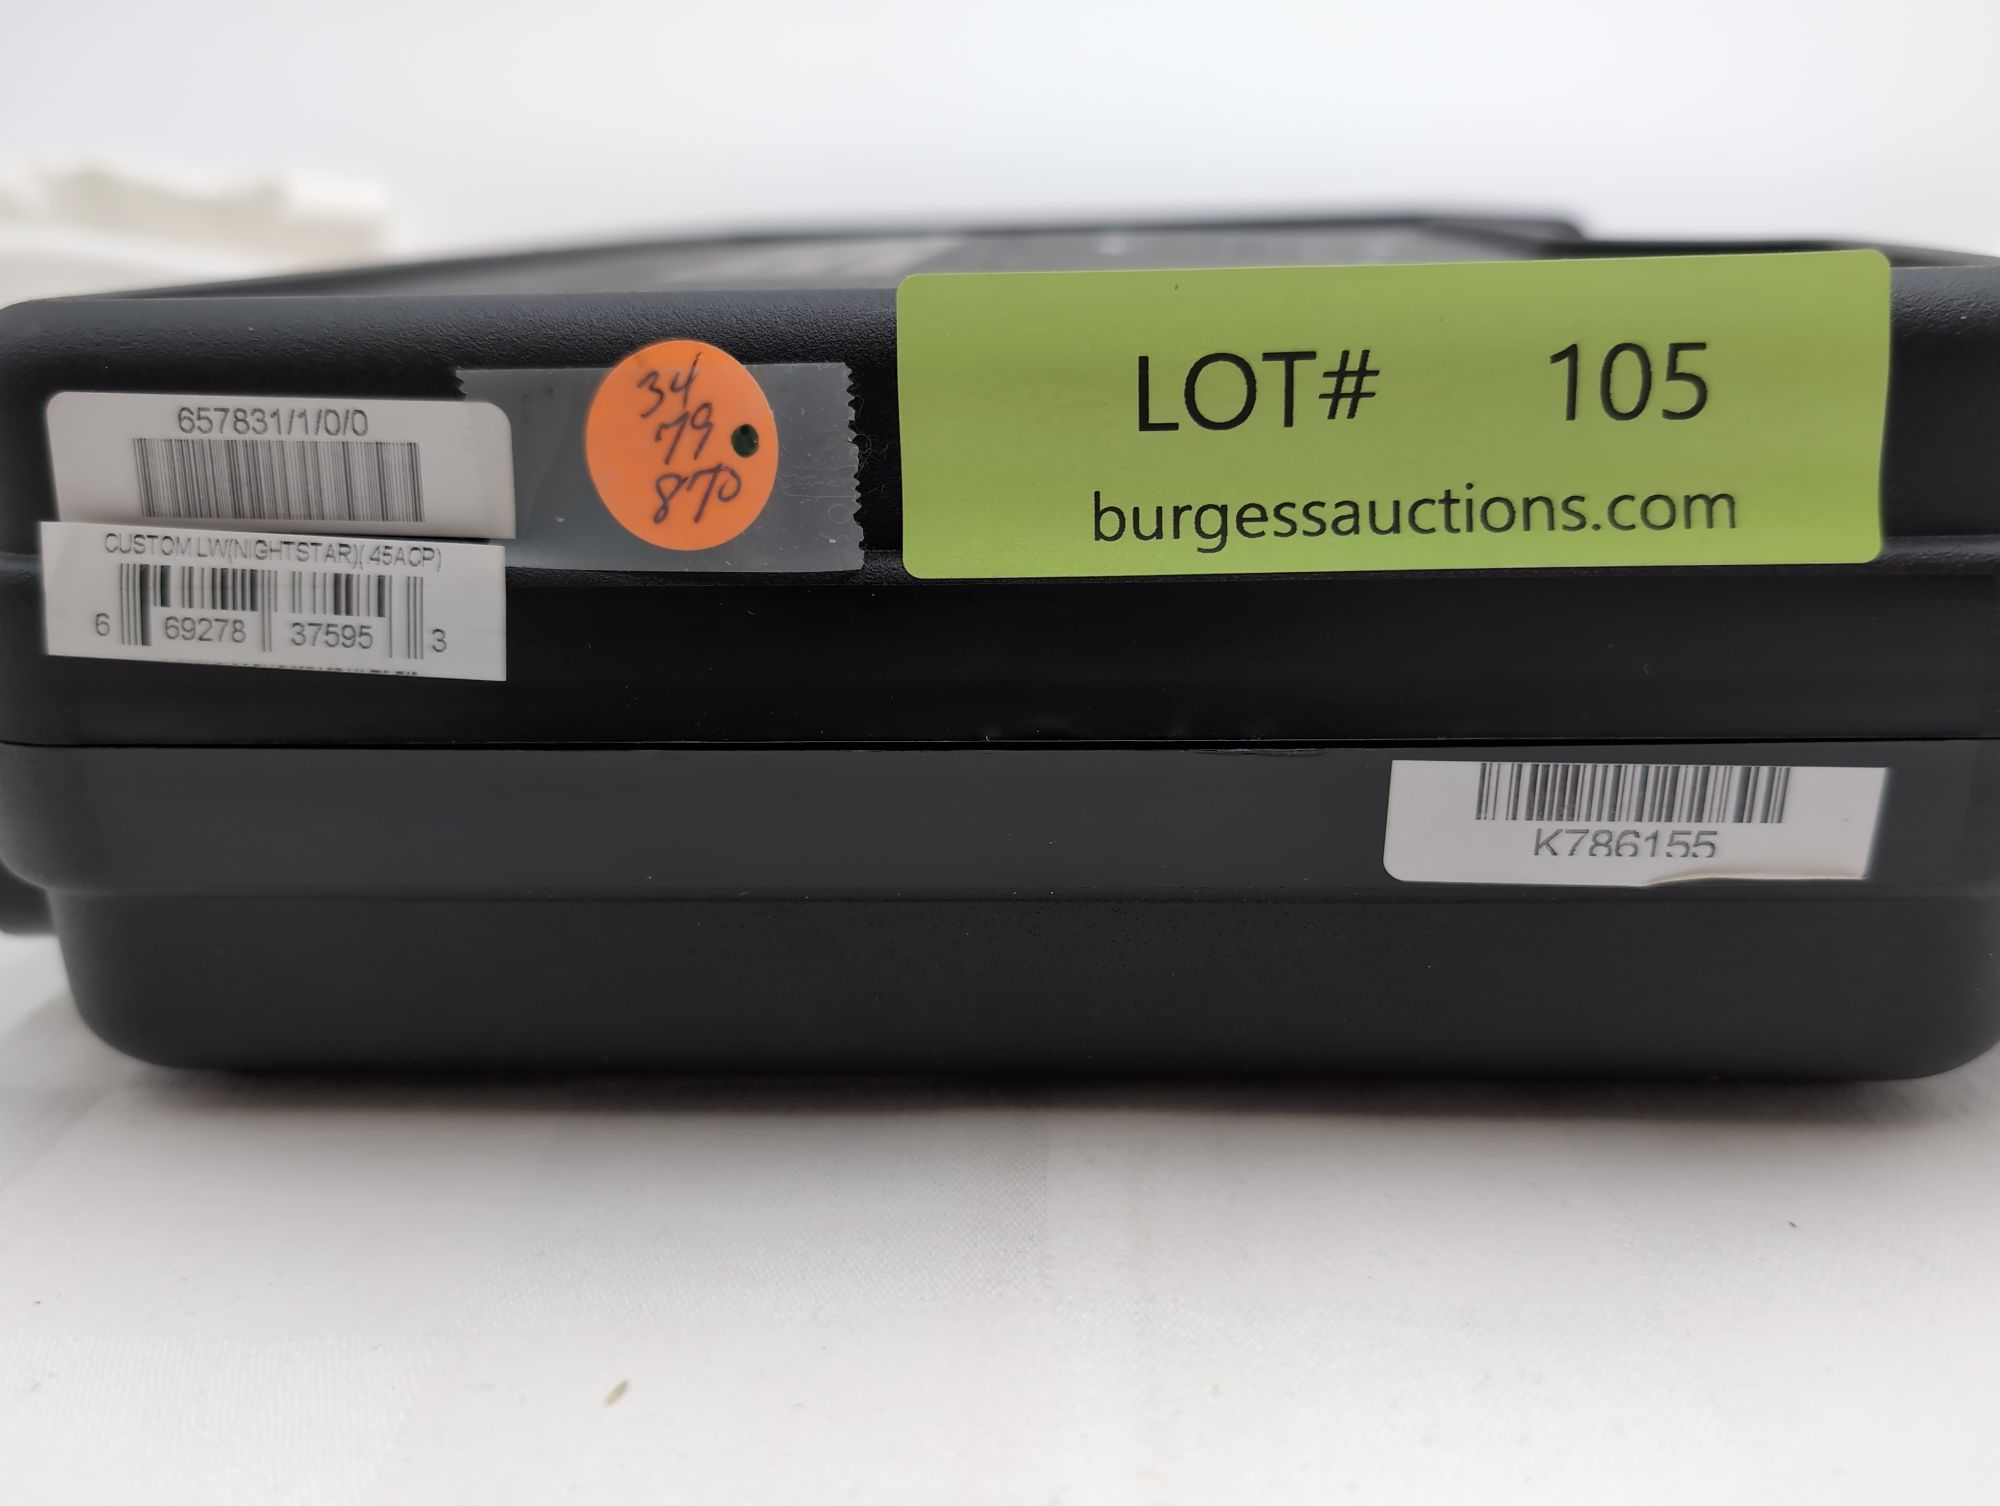 657831/1/0/0
CUSTOM LW(NIGHTSTAR)(.45ACP)
6 69278 37595 3
34
79
870
LOT# 105
burgessauctions.com
K786155